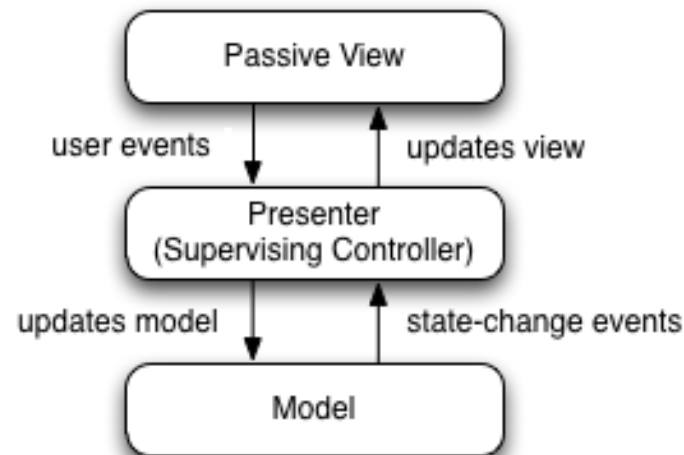 Passive View
user events
updates view
Presenter
(Supervising Controller)
updates model
state-change events
Model